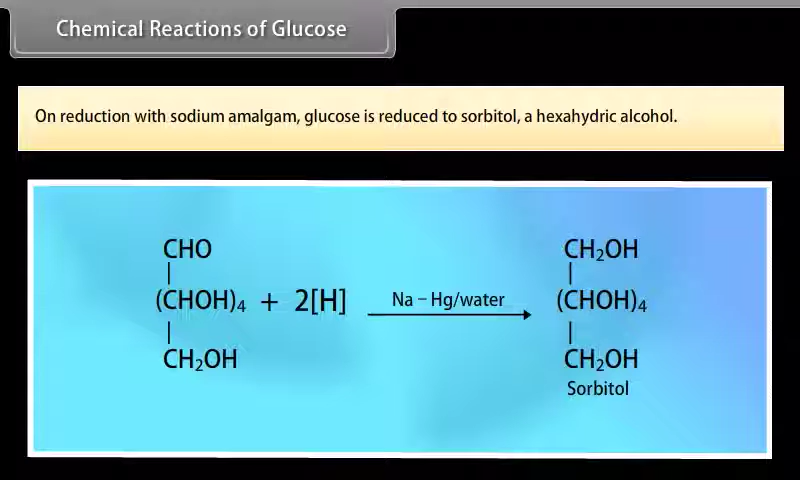 Chemical Reactions of Glucose
On reduction with sodium amalgam, glucose is reduced to sorbitol, a hexahydric alcohol.
CHO
|
(CHOH)₄ + 2[H]
|
CH₂OH
Na – Hg/water
CH₂OH
|
(CHOH)₄
|
CH₂OH
Sorbitol